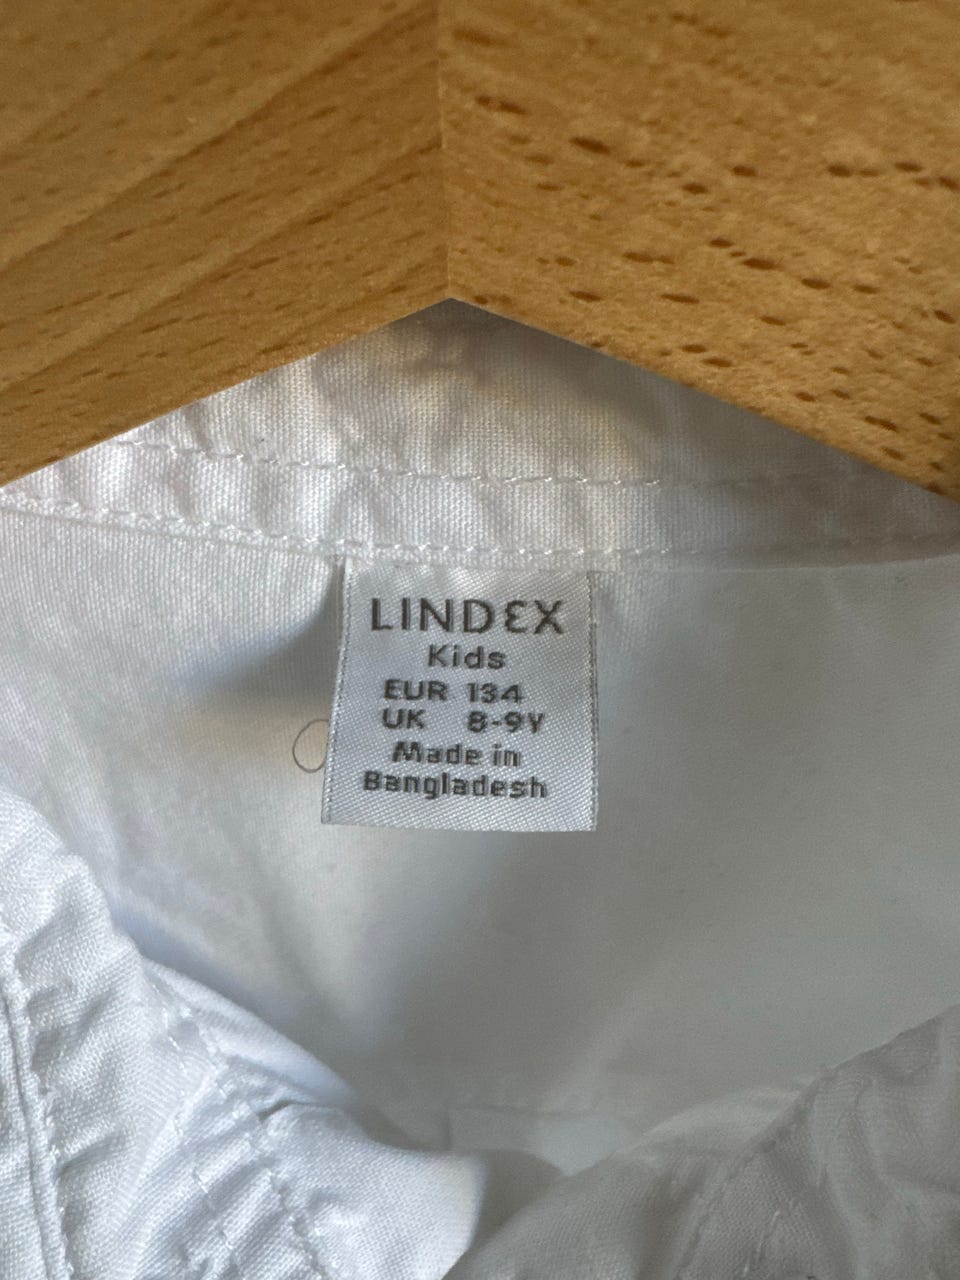 LINDEX
Kids
EUR 134
UK 8-9Y
Made in
Bangladesh